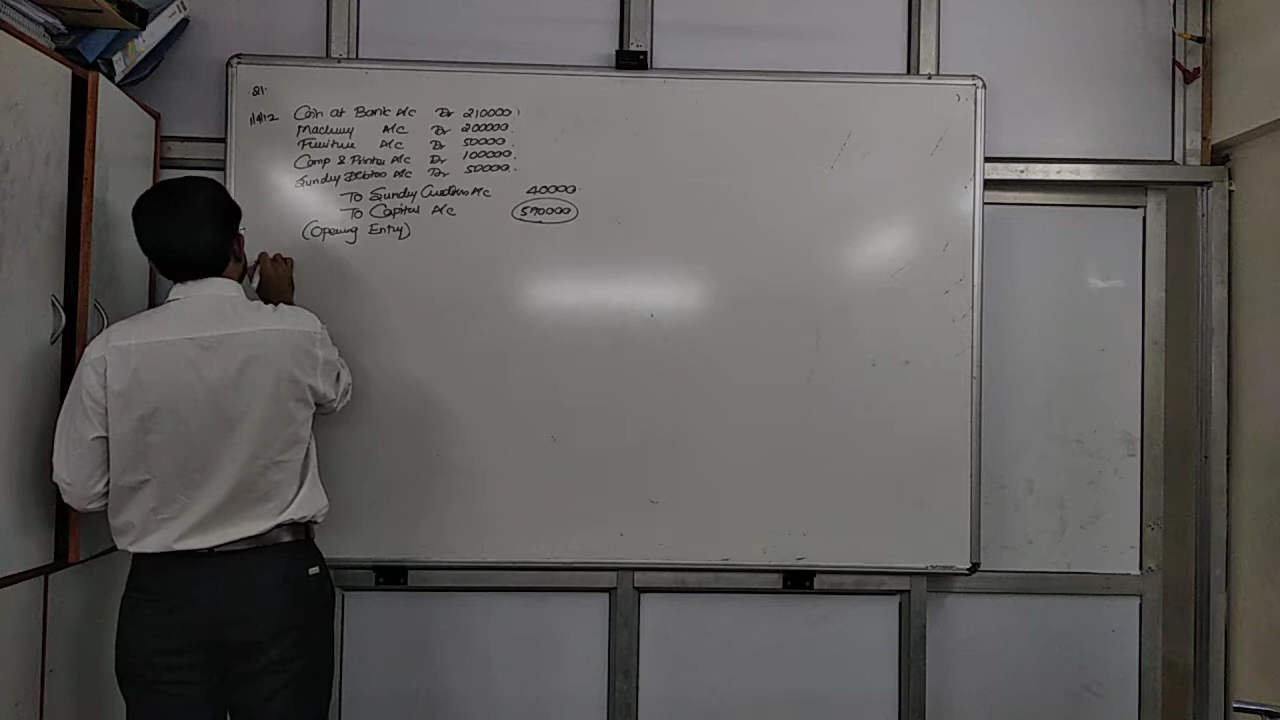 81.
1/4/12 Cash at Bank A/c Dr 210000
Machinery A/C Dr 200000
Furniture A/C Dr 50000
Comp & Printer A/c Dr 100000
Sundry Debtors A/c Dr 50000
To Sundry Creditors A/c 40000
To Capital A/c 570000
(Opening Entry)